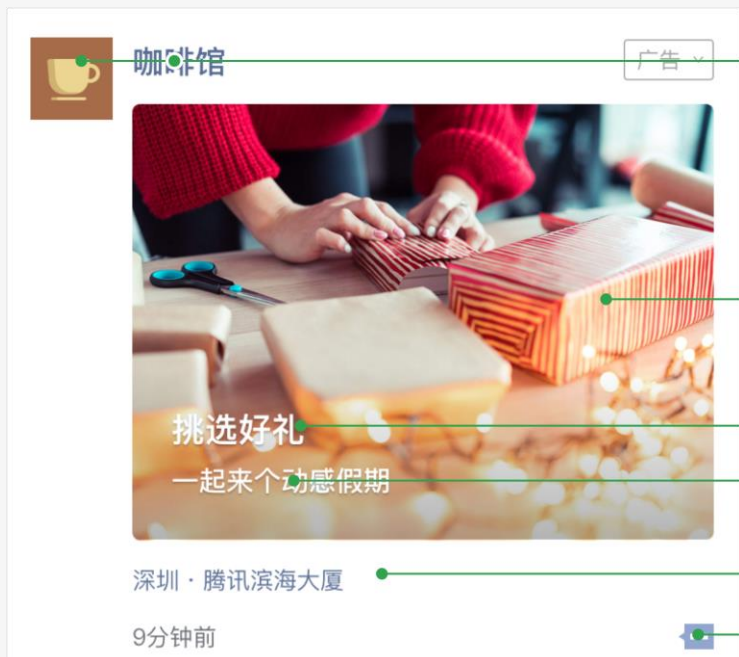 咖啡馆
广告
挑选好礼
一起来个动感假期
深圳·腾讯滨海大厦
9分钟前